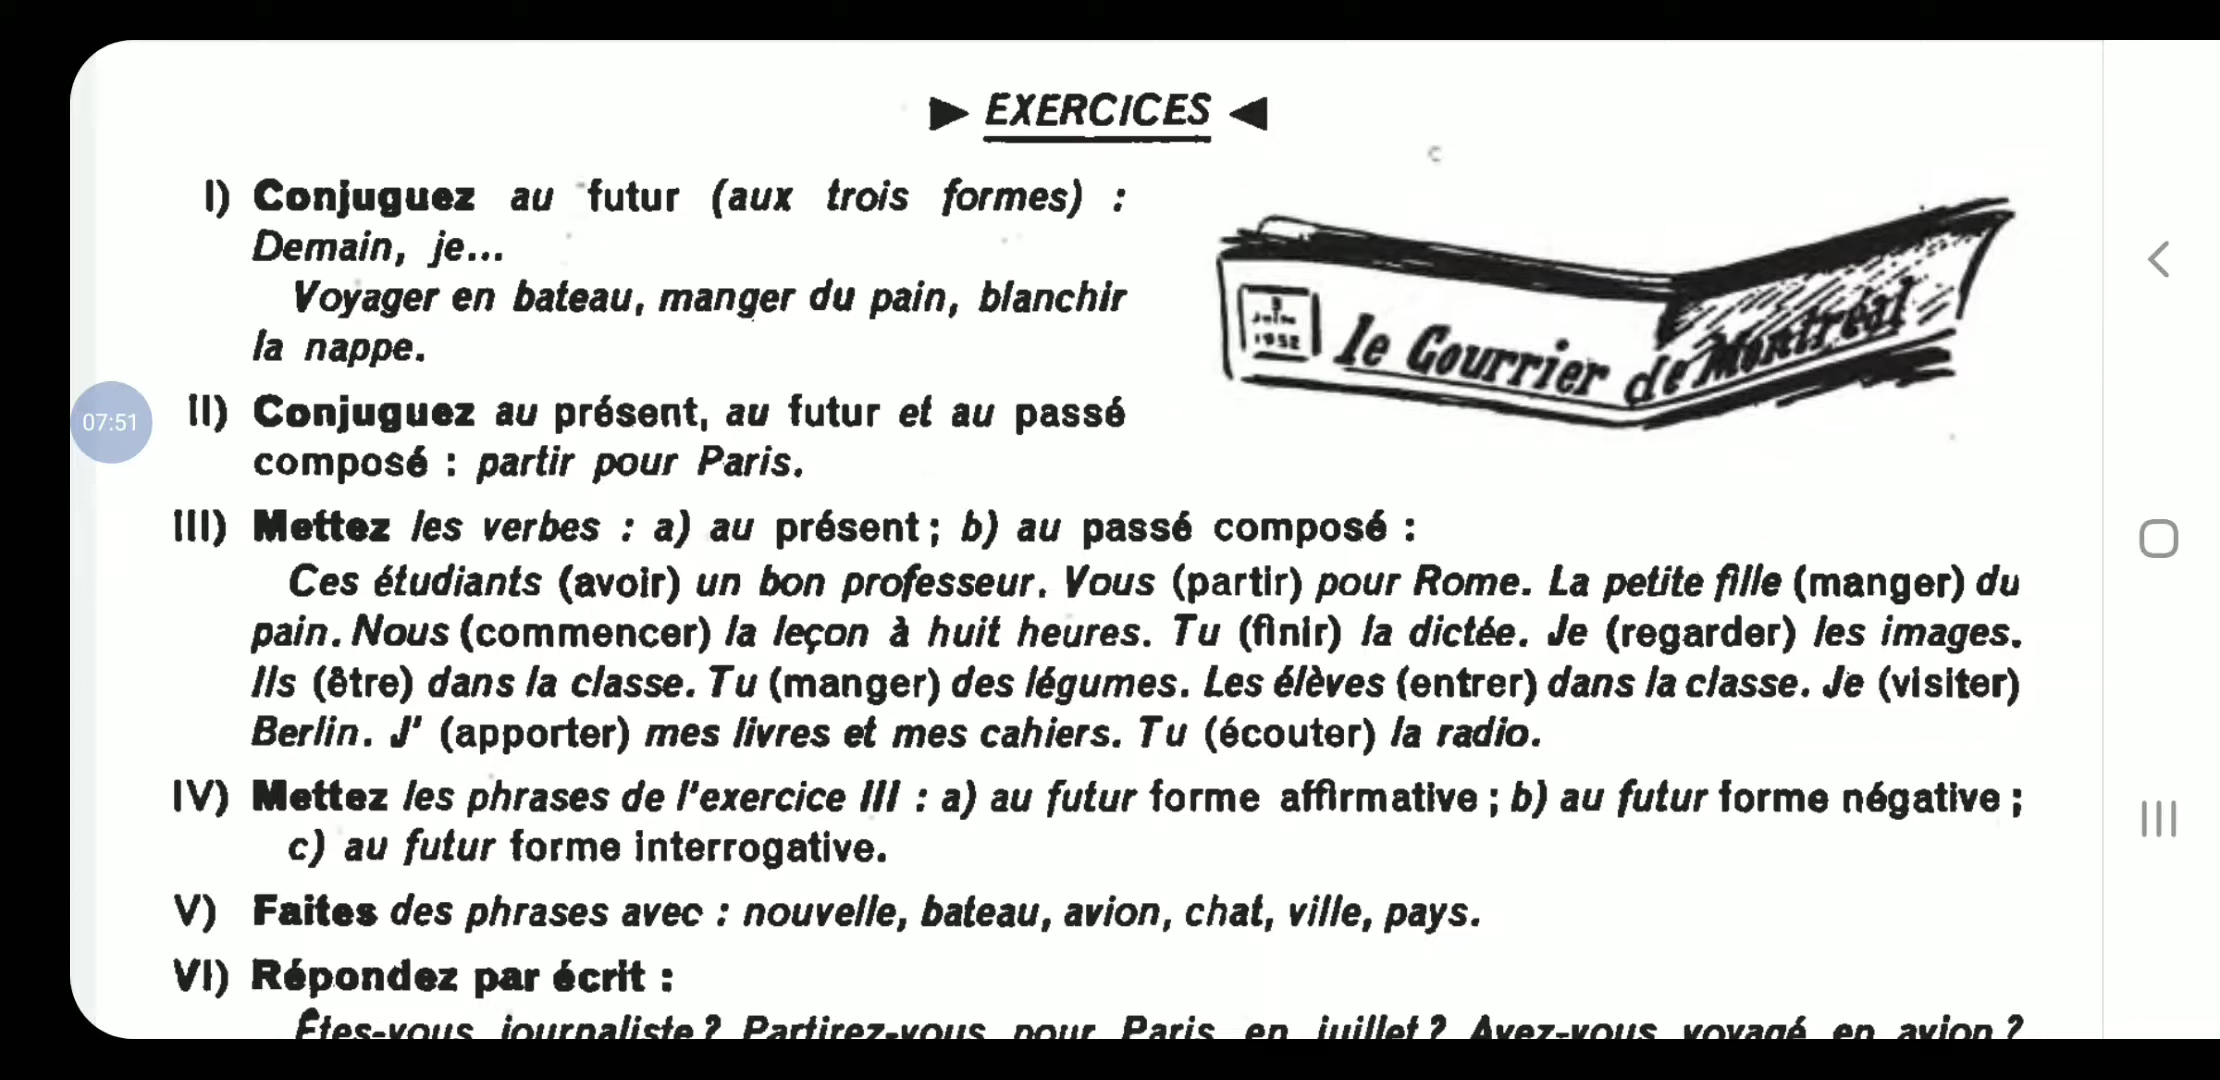 ▶ EXERCICES ◀
I) Conjuguez au futur (aux trois formes) :
Demain, je...
Voyager en bateau, manger du pain, blanchir
la nappe.
3
Juin
1952
le Courrier de Montréal
07:51
II) Conjuguez au présent, au futur et au passé
composé : partir pour Paris.
III) Mettez les verbes : a) au présent ; b) au passé composé :
Ces étudiants (avoir) un bon professeur. Vous (partir) pour Rome. La petite fille (manger) du
pain. Nous (commencer) la leçon à huit heures. Tu (finir) la dictée. Je (regarder) les images.
Ils (être) dans la classe. Tu (manger) des légumes. Les élèves (entrer) dans la classe. Je (visiter)
Berlin. J' (apporter) mes livres et mes cahiers. Tu (écouter) la radio.
IV) Mettez les phrases de l'exercice III : a) au futur forme affirmative ; b) au futur forme négative ;
c) au futur forme interrogative.
V) Faites des phrases avec : nouvelle, bateau, avion, chat, ville, pays.
VI) Répondez par écrit :
Êtes-vous journaliste ? Partirez-vous pour Paris en juillet ? Avez-vous voyagé en avion ?